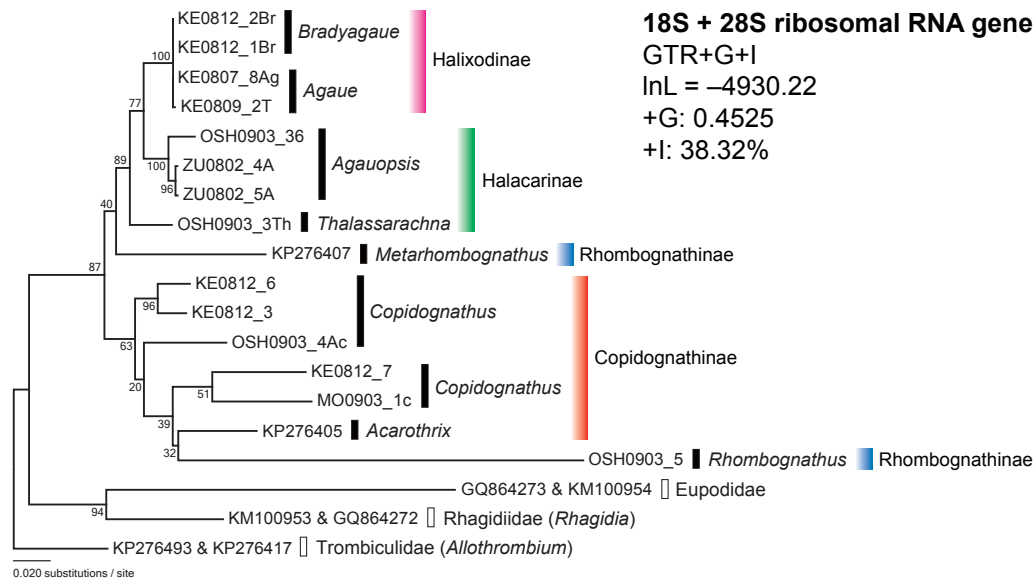 18S + 28S ribosomal RNA gene
GTR+G+I
lnL = –4930.22
+G: 0.4525
+I: 38.32%
KE0812_2Br
KE0812_1Br
Bradyagaue
KE0807_8Ag
KE0809_2T
Agaue
Halixodinae
OSH0903_36
ZU0802_4A
ZU0802_5A
Agauopsis
OSH0903_3Th
Thalassarachna
Halacarinae
KP276407
Metarhombognathus
Rhombognathinae
KE0812_6
KE0812_3
OSH0903_4Ac
Copidognathus
KE0812_7
MO0903_1c
Copidognathus
KP276405
Acarothrix
Copidognathinae
OSH0903_5
Rhombognathus
Rhombognathinae
GQ864273 & KM100954
Eupodidae
KM100953 & GQ864272
Rhagidiidae (Rhagidia)
KP276493 & KP276417
Trombiculidae (Allothrombium)
100
77
100
96
89
40
87
96
63
20
51
39
32
94
0.020 substitutions / site